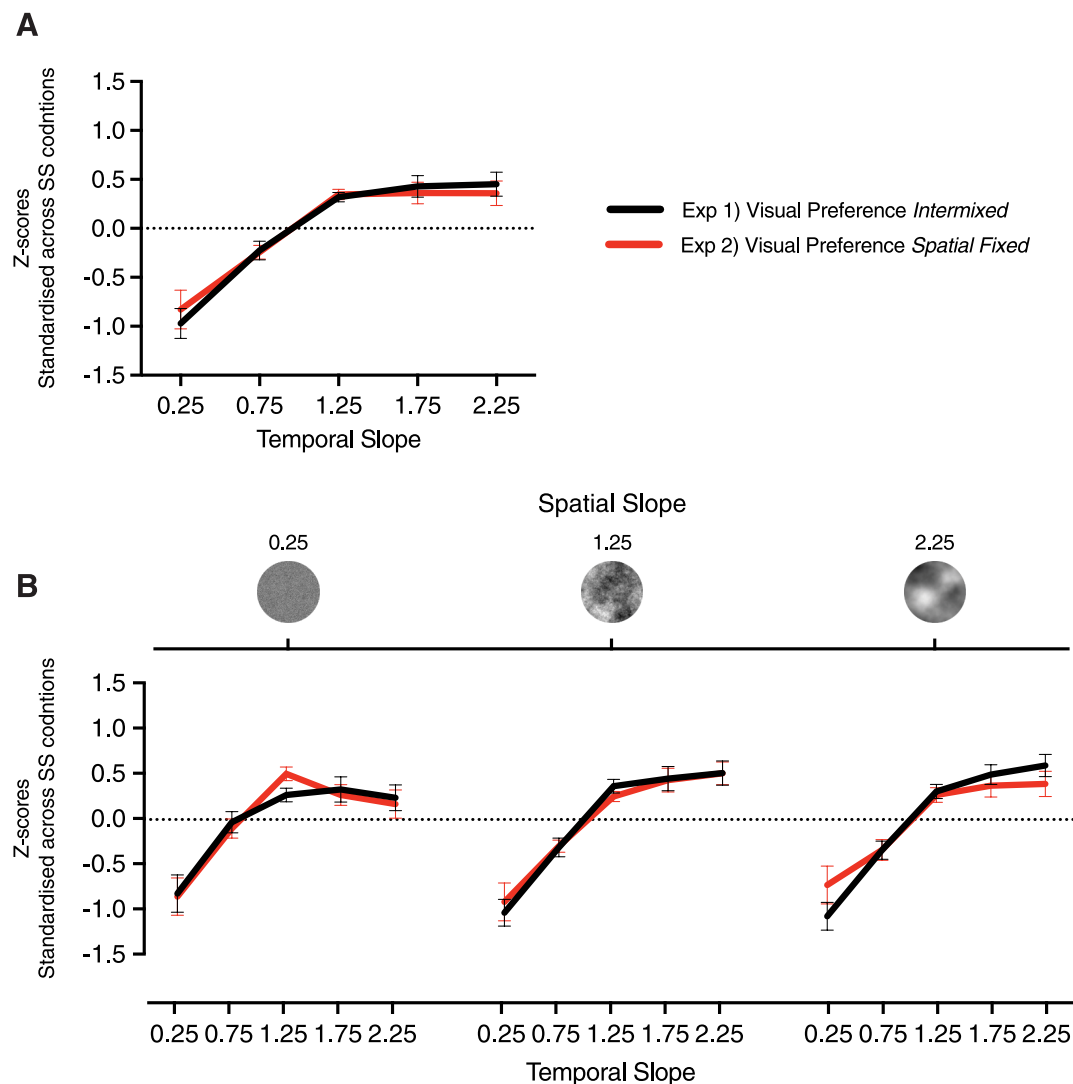 A
1.5
1.0
0.5
0.0
-0.5
-1.0
-1.5
Z-scores
Standardised across SS codntions
0.25 0.75 1.25 1.75 2.25
Temporal Slope
Exp 1) Visual Preference Intermixed
Exp 2) Visual Preference Spatial Fixed
Spatial Slope
0.25 1.25 2.25
B
1.5
1.0
0.5
0.0
-0.5
-1.0
-1.5
Z-scores
Standardised across SS codntions
0.25 0.75 1.25 1.75 2.25 0.25 0.75 1.25 1.75 2.25 0.25 0.75 1.25 1.75 2.25
Temporal Slope